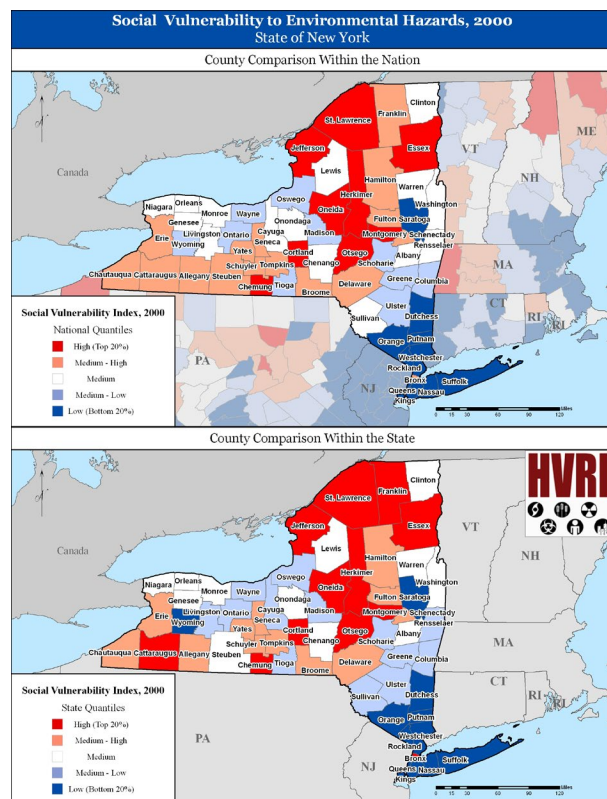 Social Vulnerability to Environmental Hazards, 2000
State of New York
County Comparison Within the Nation
Clinton
Franklin
St. Lawrence
Jefferson
Essex
Lewis
Hamilton
Warren
Washington
Herkimer
Oneida
Oswego
Fulton
Saratoga
Montgomery
Schenectady
Rensselaer
Albany
Otsego
Schoharie
Niagara
Orleans
Monroe
Wayne
Genesee
Onondaga
Madison
Cayuga
Seneca
Livingston
Ontario
Wyoming
Erie
Yates
Cortland
Chenango
Schuyler
Tompkins
Chautauqua
Cattaraugus
Allegany
Steuben
Chemung
Tioga
Broome
Delaware
Greene
Columbia
Ulster
Dutchess
Sullivan
Orange
Putnam
Westchester
Rockland
Bronx
Queens
Kings
Nassau
Suffolk
Canada
VT
NH
ME
MA
CT
RI
RI
PA
NJ
Social Vulnerability Index, 2000
National Quantiles
High (Top 20%)
Medium - High
Medium
Medium - Low
Low (Bottom 20%)
0 15 30 60 90 120
Miles
County Comparison Within the State
HVRI
Clinton
Franklin
St. Lawrence
Jefferson
Essex
Lewis
Hamilton
Warren
Washington
Herkimer
Oneida
Oswego
Fulton
Saratoga
Montgomery
Schenectady
Rensselaer
Albany
Otsego
Schoharie
Niagara
Orleans
Monroe
Wayne
Genesee
Onondaga
Madison
Cayuga
Seneca
Livingston
Ontario
Wyoming
Erie
Yates
Cortland
Chenango
Schuyler
Tompkins
Chautauqua
Cattaraugus
Allegany
Steuben
Chemung
Tioga
Broome
Delaware
Greene
Columbia
Ulster
Dutchess
Sullivan
Orange
Putnam
Westchester
Rockland
Bronx
Queens
Kings
Nassau
Suffolk
Canada
VT
NH
MA
CT
RI
RI
PA
NJ
Social Vulnerability Index, 2000
State Quantiles
High (Top 20%)
Medium - High
Medium
Medium - Low
Low (Bottom 20%)
0 15 30 60 90 120
Miles